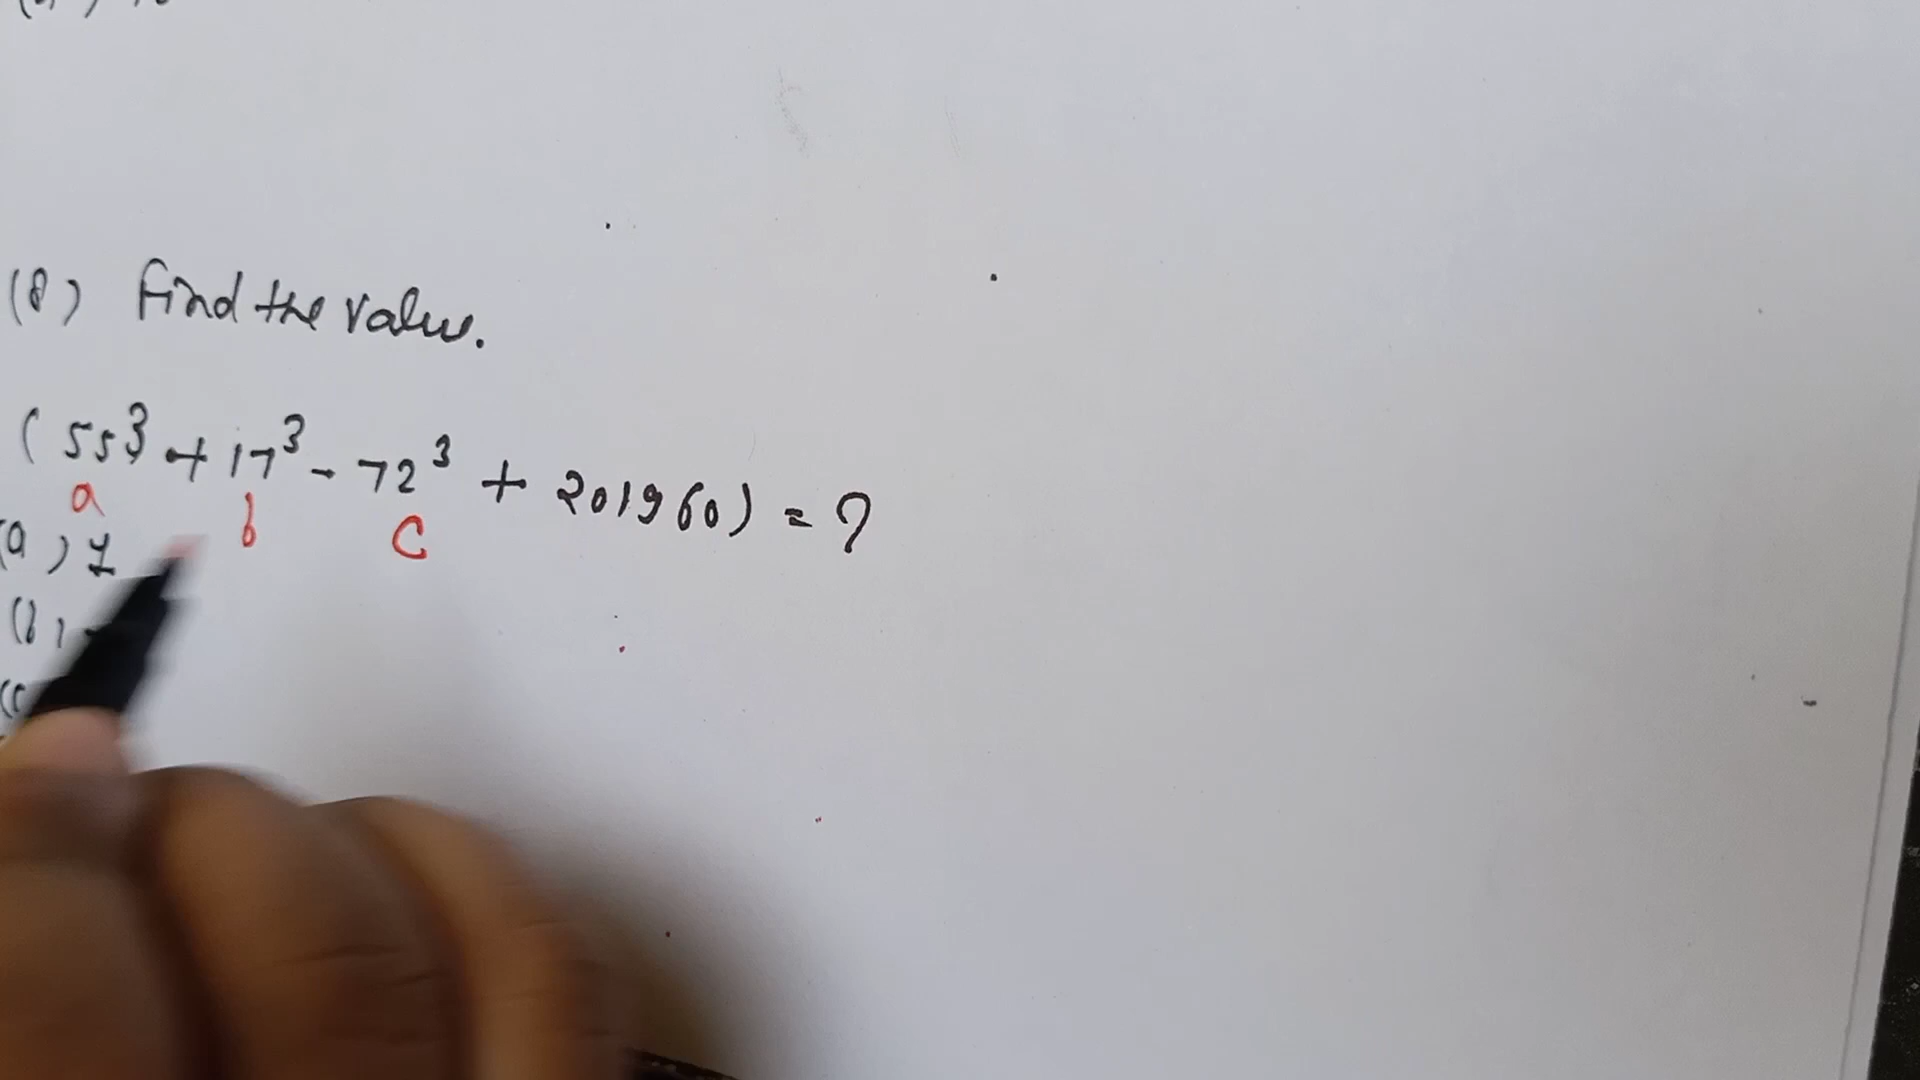 (8) Find the value.
(55³ + 17³ - 72³ + 201960) = ?
a b c
(a) 1
(b)
(c